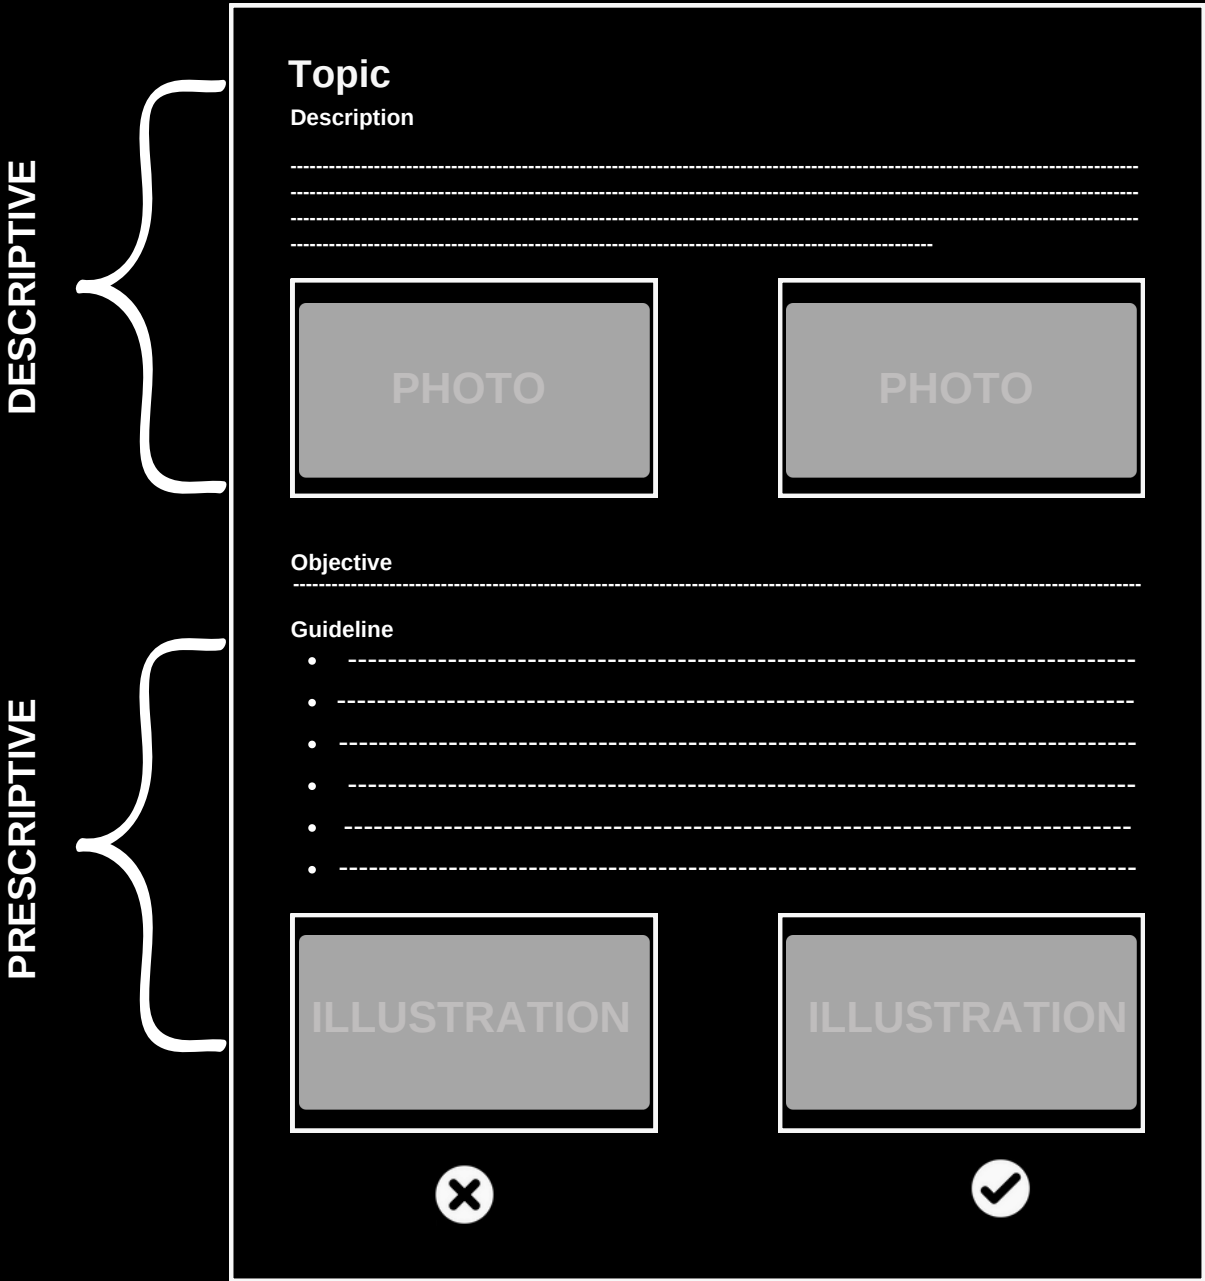 Topic
Description
PHOTO
PHOTO
DESCRIPTIVE
Objective
Guideline
PRESCRIPTIVE
ILLUSTRATION
ILLUSTRATION